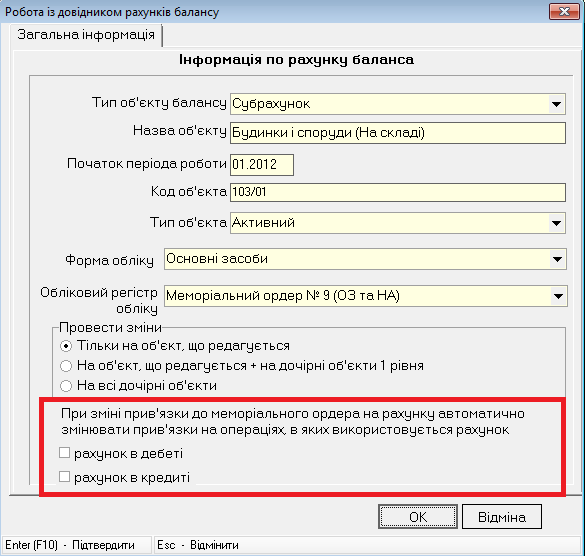 Робота із довідником рахунків балансу
Загальна інформація
Інформація по рахунку баланса
Тип об'єкту балансу Субрахунок
Назва об'єкту Будинки і споруди (На складі)
Початок періода роботи 01.2012
Код об'єкта 103/01
Тип об'єкта Активний
Форма обліку Основні засоби
Обліковий регістр
обліку Меморіальний ордер № 9 (ОЗ та НА)
Провести зміни
Тільки на об'єкт, що редагується
На об'єкт, що редагується + на дочірні об'єкти 1 рівня
На всі дочірні об'єкти
При зміні прив'язки до меморіального ордера на рахунку автоматично
змінювати прив'язки на операціях, в яких використовується рахунок
рахунок в дебеті
рахунок в кредиті
ОК Відміна
Enter (F10) - Підтвердити Esc - Відмінити